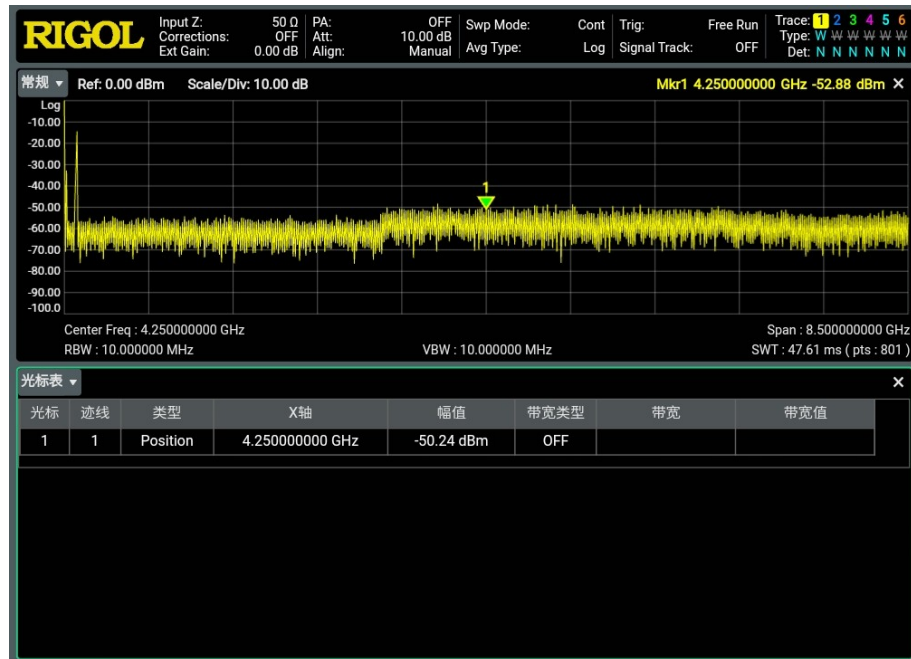 RIGOL
Input Z: 50 Ω PA: OFF Swp Mode: Cont Trig: Free Run Trace: 1 2 3 4 5 6
Corrections: OFF Att: 10.00 dB Type: W W W W W W
Ext Gain: 0.00 dB Align: Manual Avg Type: Log Signal Track: OFF Det: N N N N N N
常规 Ref: 0.00 dBm Scale/Div: 10.00 dB Mkr1 4.250000000 GHz -52.88 dBm ×
Log
-10.00
-20.00
-30.00
-40.00
1
-50.00
-60.00
-70.00
-80.00
-90.00
-100.0
Center Freq : 4.250000000 GHz Span : 8.500000000 GHz
RBW : 10.000000 MHz VBW : 10.000000 MHz SWT : 47.61 ms ( pts : 801 )
光标表 ×
光标 迹线 类型 X轴 幅值 带宽类型 带宽 带宽值
1 1 Position 4.250000000 GHz -50.24 dBm OFF